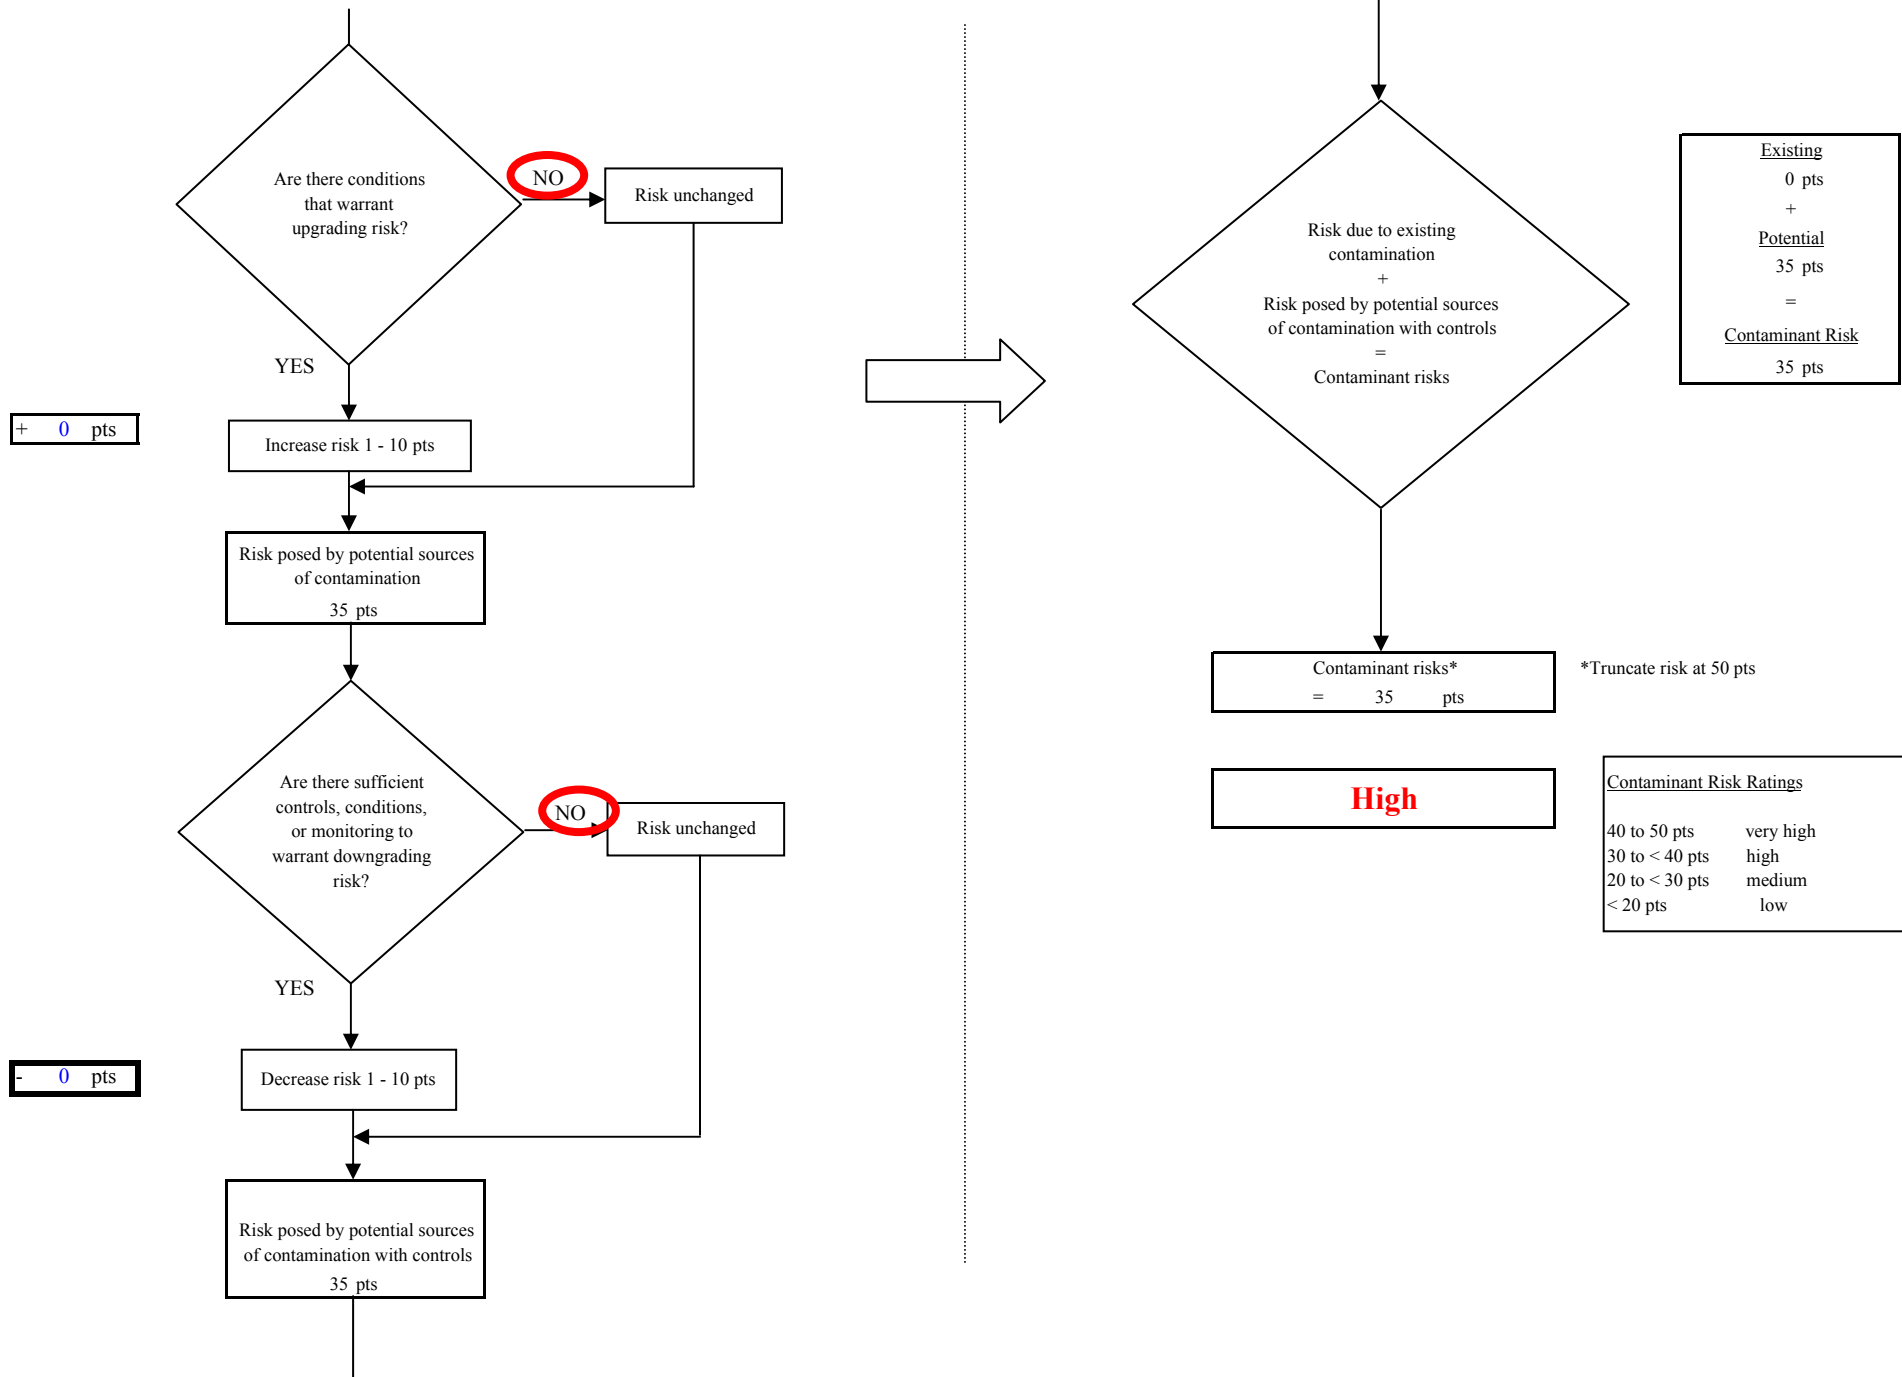 Are there conditions
that warrant
upgrading risk?
NO
Risk unchanged
YES
+ 0 pts
Increase risk 1 - 10 pts
Risk posed by potential sources
of contamination
35 pts
Are there sufficient
controls, conditions,
or monitoring to
warrant downgrading
risk?
NO
Risk unchanged
YES
- 0 pts
Decrease risk 1 - 10 pts
Risk posed by potential sources
of contamination with controls
35 pts
Risk due to existing
contamination
+
Risk posed by potential sources
of contamination with controls
=
Contaminant risks
Existing
0 pts
+
Potential
35 pts
=
Contaminant Risk
35 pts
Contaminant risks*
= 35 pts
*Truncate risk at 50 pts
High
Contaminant Risk Ratings
40 to 50 pts very high
30 to < 40 pts high
20 to < 30 pts medium
< 20 pts low